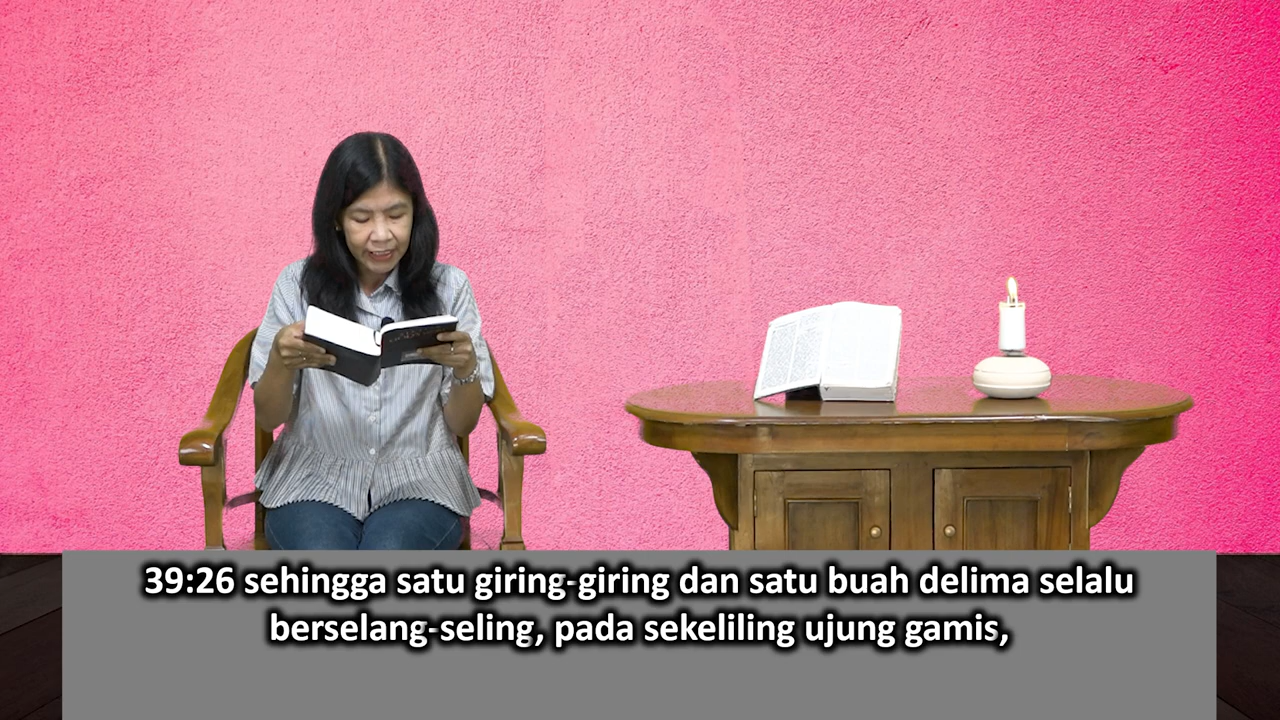 39:26 sehingga satu giring-giring dan satu buah delima selalu
berselang-seling, pada sekeliling ujung gamis,